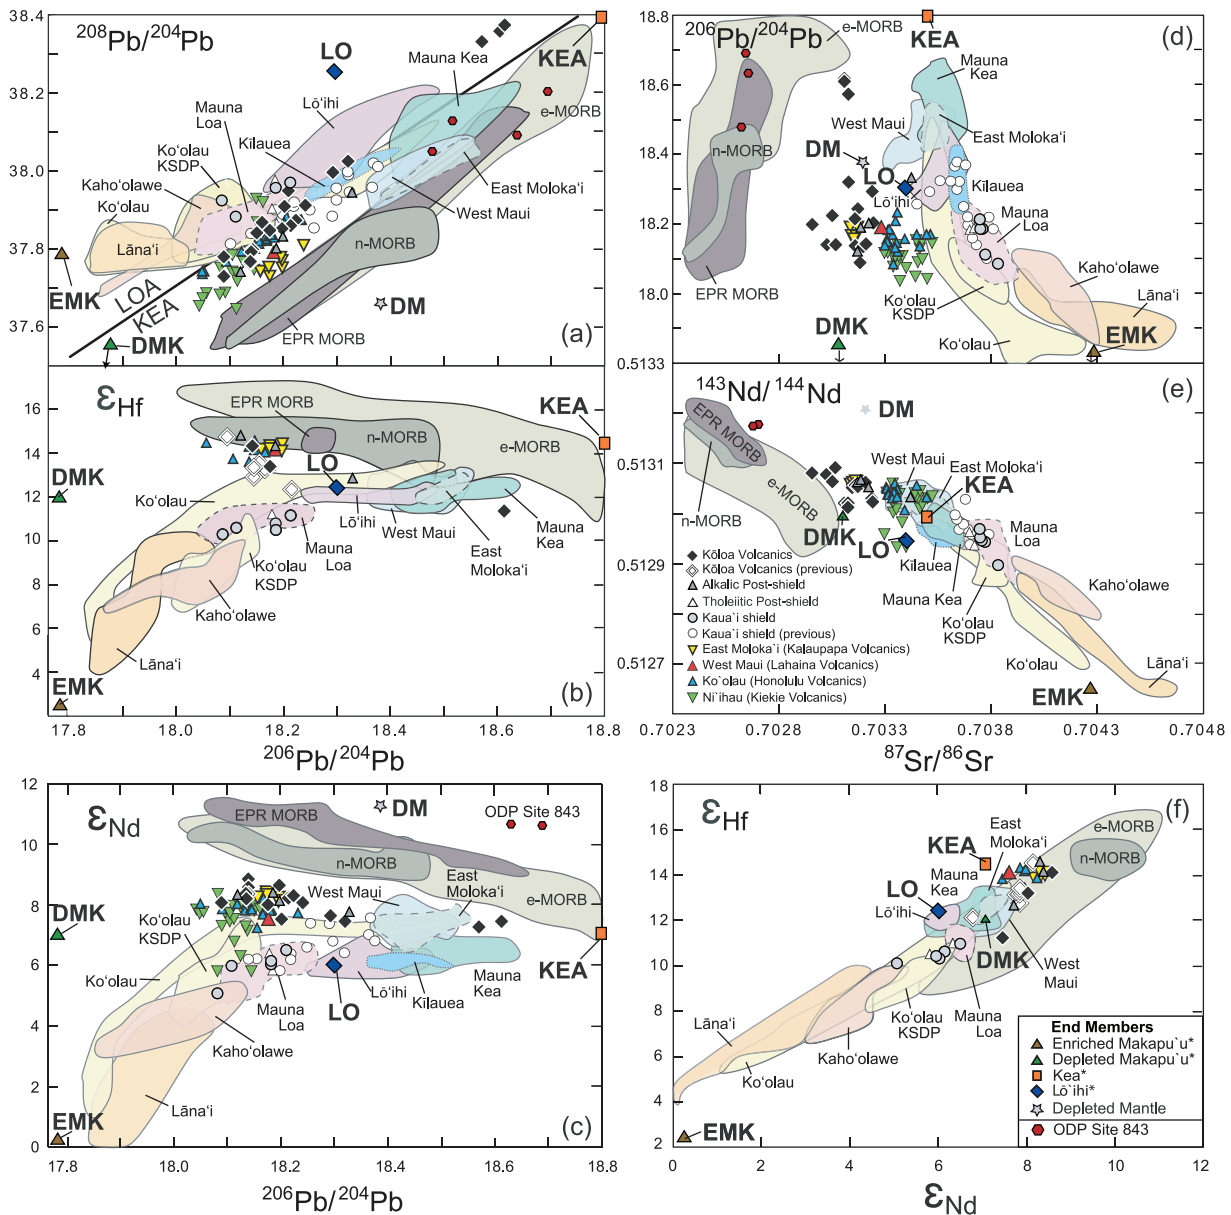 38.4
38.2
38.0
37.8
37.6
208Pb/204Pb
LO
KEA
Mauna Kea
e-MORB
Lō'ihi
Mauna
Loa
Kīlauea
Ko'olau
KSDP
Kaho'olawe
Ko'olau
Lāna'i
East Moloka'i
West Maui
n-MORB
EMK
LOA
KEA
DM
EPR MORB
DMK
(a)
16
14
12
10
8
6
4
εHf
EPR MORB
n-MORB
KEA
e-MORB
LO
DMK
Ko'olau
Lō'ihi
West Maui
Mauna
Kea
East
Moloka'i
Mauna
Loa
Ko'olau
KSDP
Kaho'olawe
Lāna'i
EMK
(b)
17.8
18.0
18.2
18.4
18.6
18.8
206Pb/204Pb
12
10
8
6
4
2
0
εNd
EPR MORB
DM
ODP Site 843
n-MORB
East
Moloka'i
West Maui
e-MORB
DMK
Ko'olau
KSDP
KEA
Ko'olau
Lō'ihi
Mauna
Kea
Kīlauea
Mauna
Loa
LO
Kaho'olawe
Lāna'i
EMK
(c)
17.8
18.0
18.2
18.4
18.6
18.8
206Pb/204Pb
18.8
18.6
18.4
18.2
18.0
206Pb/204Pb
e-MORB
KEA
(d)
Mauna
Kea
West Maui
East Moloka'i
n-MORB
DM
LO
Lō'ihi
Kīlauea
Mauna
Loa
EPR MORB
Ko'olau
KSDP
Kaho'olawe
Lāna'i
DMK
Ko'olau
EMK
0.5133
0.5131
0.5129
0.5127
143Nd/144Nd
DM
(e)
EPR MORB
n-MORB
e-MORB
West Maui
East Moloka'i
KEA
DMK
LO
Mauna
Loa
Kīlauea
Mauna Kea
Kaho'olawe
Ko'olau
KSDP
Ko'olau
Lāna'i
EMK
Kōloa Volcanics
Kōloa Volcanics (previous)
Alkalic Post-shield
Tholeiitic Post-shield
Kaua`i shield
Kaua`i shield (previous)
East Moloka`i (Kalaupapa Volcanics)
West Maui (Lahaina Volcanics)
Ko`olau (Honolulu Volcanics)
Ni`ihau (Kiekie Volcanics)
0.7023
0.7028
0.7033
0.7038
0.7043
0.7048
87Sr/86Sr
18
16
14
12
10
8
6
4
2
εHf
East
Moloka'i
e-MORB
(f)
KEA
n-MORB
Mauna
Kea
LO
Lō'ihi
DMK
West
Maui
Mauna
Loa
Ko'olau
KSDP
Lāna'i
Kaho'olawe
Ko'olau
EMK
End Members
Enriched Makapu`u*
Depleted Makapu`u*
Kea*
Lō`ihi*
Depleted Mantle
ODP Site 843
0
2
4
6
8
10
12
εNd